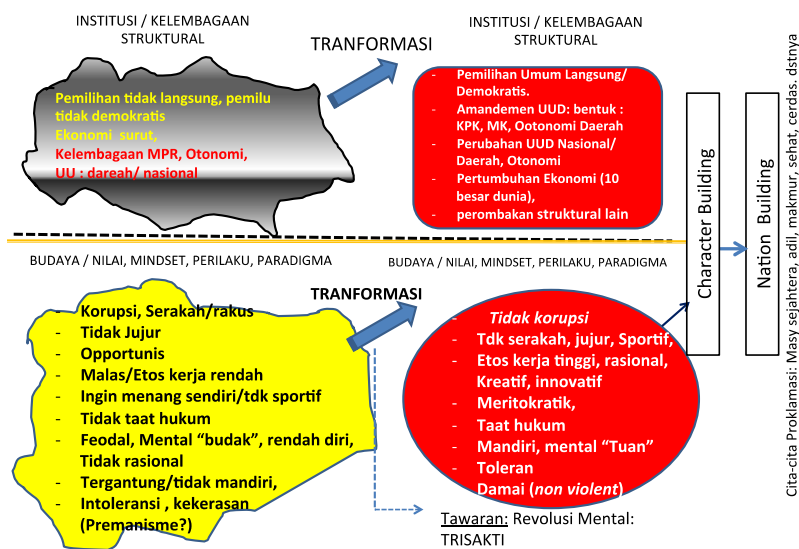 INSTITUSI / KELEMBAGAAN
STRUKTURAL
TRANFORMASI
INSTITUSI / KELEMBAGAAN
STRUKTURAL
Pemilihan tidak langsung, pemilu
tidak demokratis
Ekonomi surut,
Kelembagaan MPR, Otonomi,
UU : dareah/ nasional
- Pemilihan Umum Langsung/
Demokratis.
- Amandemen UUD: bentuk :
KPK, MK, Ootonomi Daerah
- Perubahan UUD Nasional/
Daerah, Otonomi
- Pertumbuhan Ekonomi (10
besar dunia),
- perombakan struktural lain
BUDAYA / NILAI, MINDSET, PERILAKU, PARADIGMA
TRANFORMASI
BUDAYA / NILAI, MINDSET, PERILAKU, PARADIGMA
- Korupsi, Serakah/rakus
- Tidak Jujur
- Opportunis
- Malas/Etos kerja rendah
- Ingin menang sendiri/tdk sportif
- Tidak taat hukum
- Feodal, Mental “budak”, rendah diri,
Tidak rasional
- Tergantung/tidak mandiri,
- Intoleransi , kekerasan
(Premanisme?)
- Tidak korupsi
- Tdk serakah, jujur, Sportif,
- Etos kerja tinggi, rasional,
Kreatif, innovatif
- Meritokratik,
- Taat hukum
- Mandiri, mental “Tuan”
- Toleran
- Damai (non violent)
Tawaran: Revolusi Mental:
TRISAKTI
Character Building
Nation Building
Cita-cita Proklamasi: Masy sejahtera, adil, makmur, sehat, cerdas. dstnya